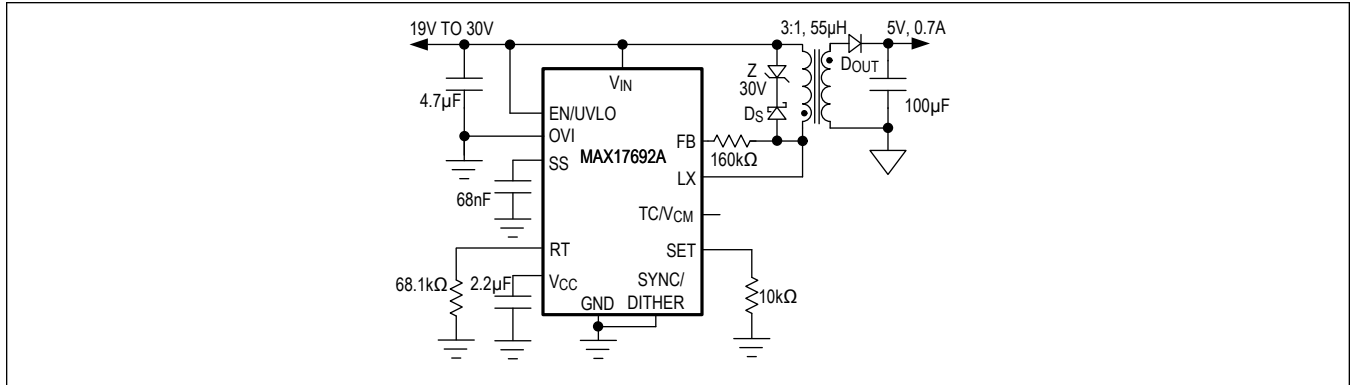 19V TO 30V
3:1, 55µH
5V, 0.7A
DOUT
Z
30V
VIN
4.7µF
100µF
EN/UVLO
DS
OVI
FB
MAX17692A
160kΩ
SS
LX
68nF
TC/VCM
RT
SET
68.1kΩ
2.2µF
VCC
SYNC/
DITHER
10kΩ
GND